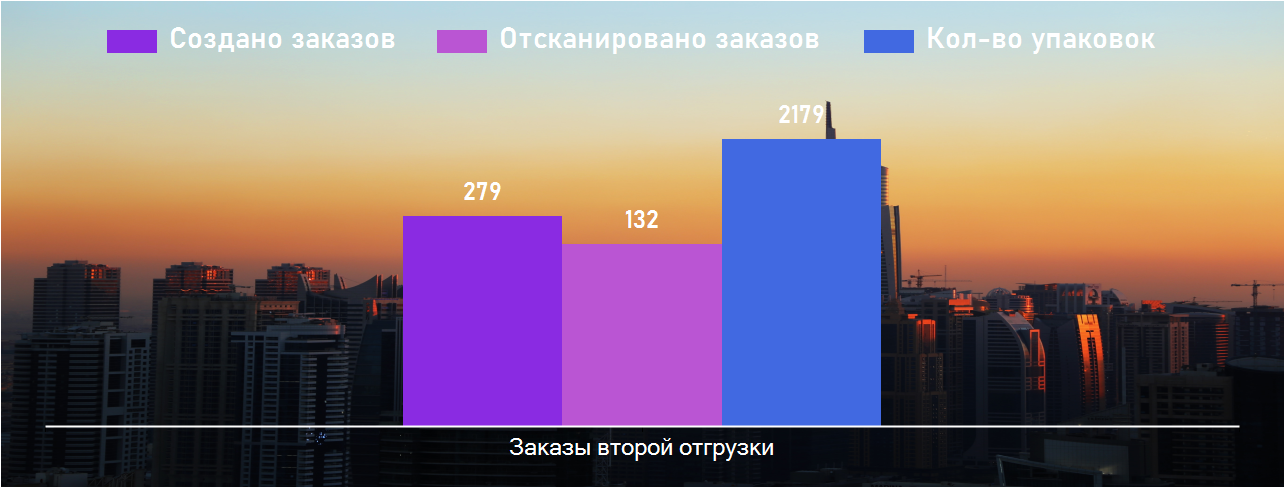 Создано заказов
Отсканировано заказов
Кол-во упаковок
2179
279
132
Заказы второй отгрузки